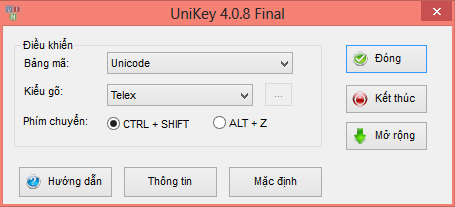 UniKey 4.0.8 Final
Điều khiển
Bảng mã: Unicode
Kiểu gõ: Telex ...
Phím chuyển: CTRL + SHIFT ALT + Z
Đóng
Kết thúc
Mở rộng
Hướng dẫn Thông tin Mặc định